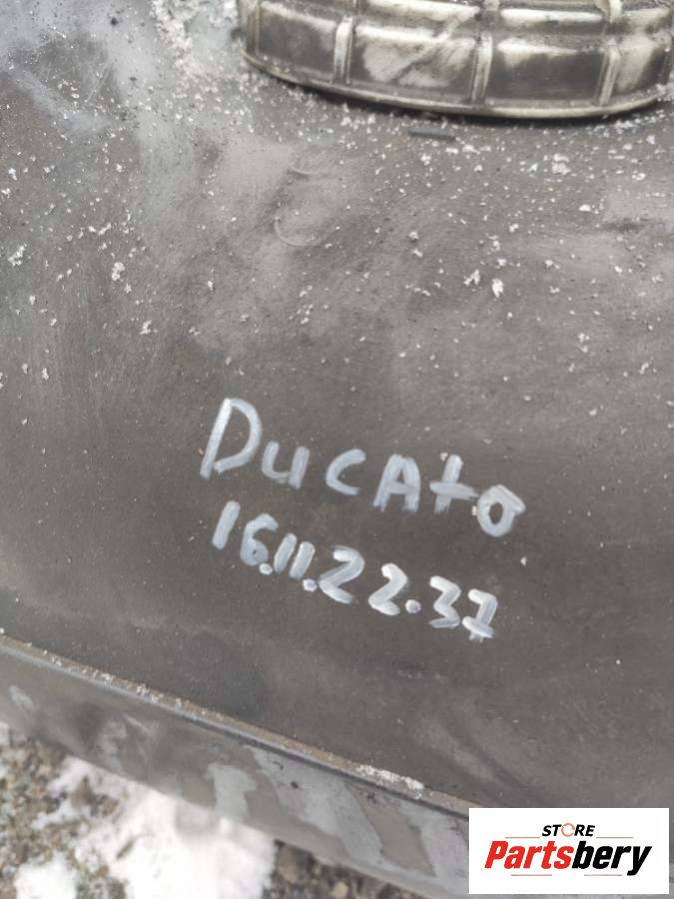 Ducato
16.11.22.37
STORE
Partsbery